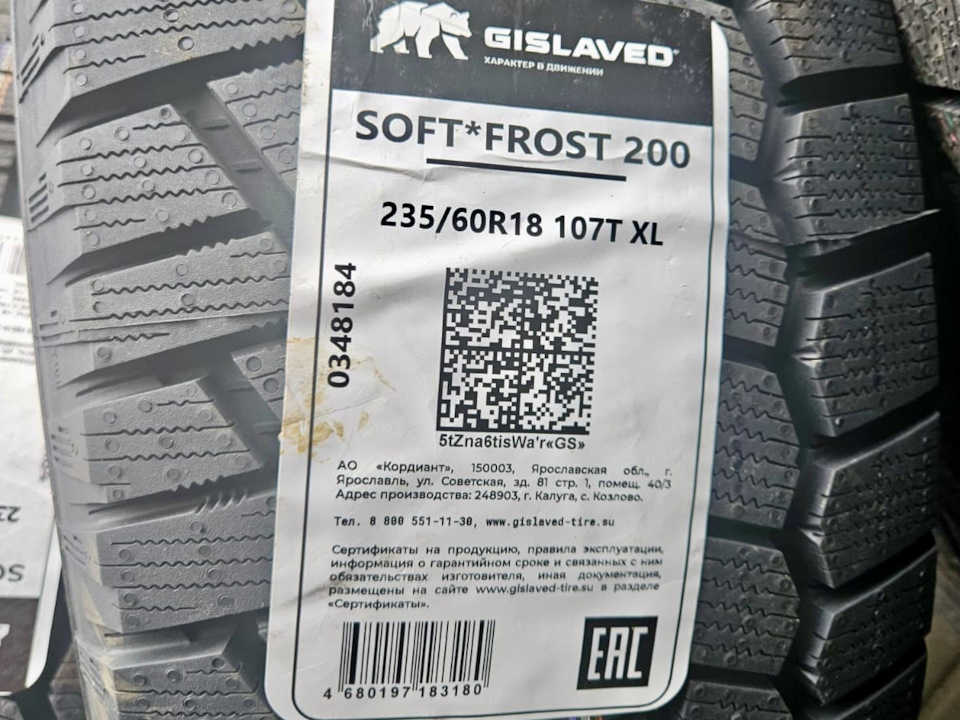 GISLAVED
ХАРАКТЕР В ДВИЖЕНИИ
SOFT*FROST 200
235/60R18 107T XL
0348184
5tZna6tisWa'r«GS»
АО «Кордиант», 150003, Ярославская обл., г.
Ярославль, ул. Советская, зд. 81 стр. 1, помещ. 40/3
Адрес производства: 248903, г. Калуга, с. Козлово.
Тел. 8 800 551-11-30, www.gislaved-tire.su
Сертификаты на продукцию, правила эксплуатации,
информация о гарантийном сроке и связанных с ним
обязательствах изготовителя, иная документация,
размещены на сайте www.gislaved-tire.su в разделе
«Сертификаты».
4 680197 183180
EAC